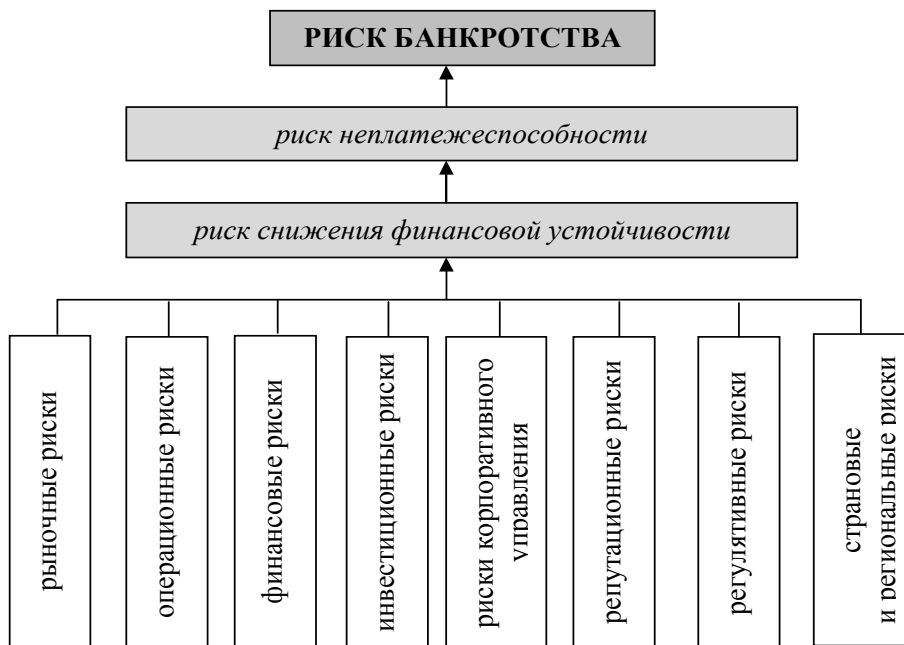 РИСК БАНКРОТСТВА
риск неплатежеспособности
риск снижения финансовой устойчивости
рыночные риски
операционные риски
финансовые риски
инвестиционные риски
риски корпоративного
управления
репутационные риски
регулятивные риски
страновые
и региональные риски